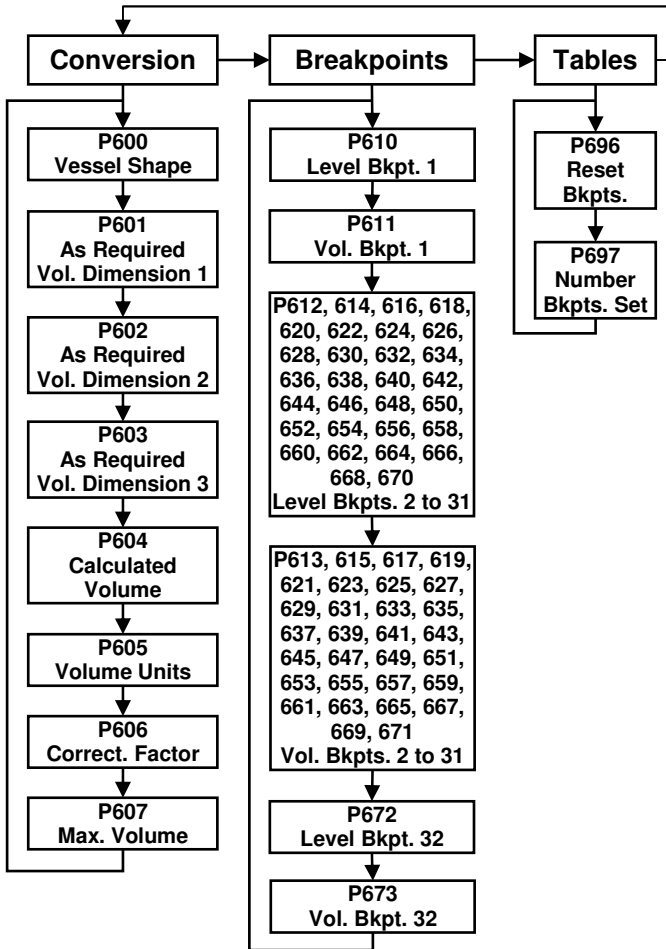 Conversion
Breakpoints
Tables
P600
Vessel Shape
P601
As Required
Vol. Dimension 1
P602
As Required
Vol. Dimension 2
P603
As Required
Vol. Dimension 3
P604
Calculated
Volume
P605
Volume Units
P606
Correct. Factor
P607
Max. Volume
P610
Level Bkpt. 1
P611
Vol. Bkpt. 1
P612, 614, 616, 618,
620, 622, 624, 626,
628, 630, 632, 634,
636, 638, 640, 642,
644, 646, 648, 650,
652, 654, 656, 658,
660, 662, 664, 666,
668, 670
Level Bkpts. 2 to 31
P613, 615, 617, 619,
621, 623, 625, 627,
629, 631, 633, 635,
637, 639, 641, 643,
645, 647, 649, 651,
653, 655, 657, 659,
661, 663, 665, 667,
669, 671
Vol. Bkpts. 2 to 31
P672
Level Bkpt. 32
P673
Vol. Bkpt. 32
P696
Reset
Bkpts.
P697
Number
Bkpts. Set